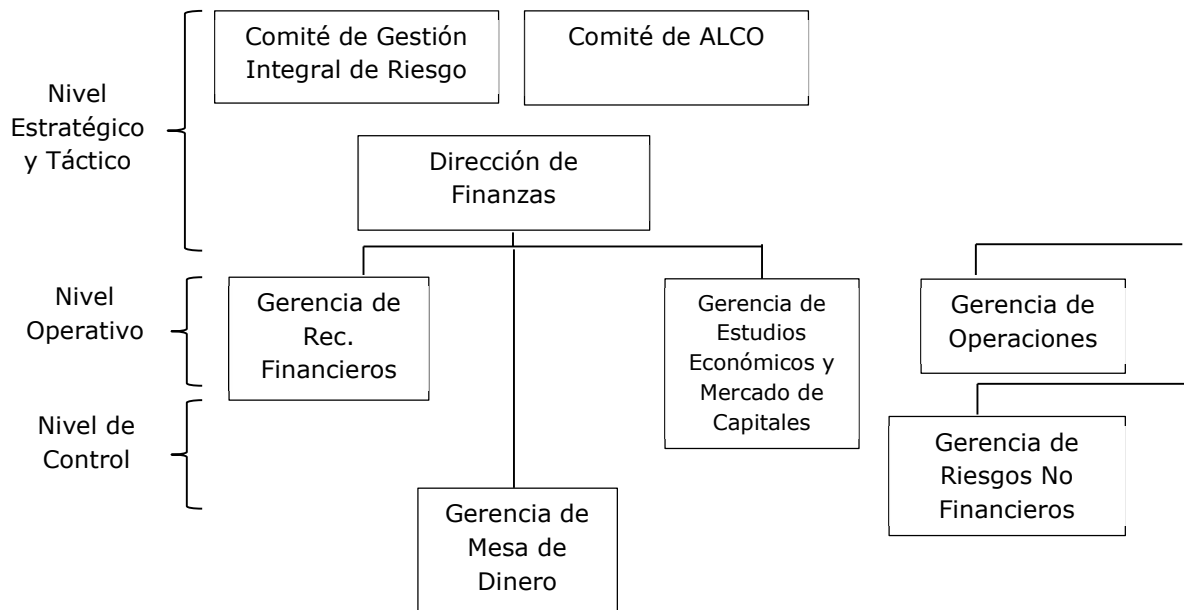 Comité de Gestión
Integral de Riesgo
Comité de ALCO
Nivel
Estratégico
y Táctico
Dirección de
Finanzas
Nivel
Operativo
Gerencia de
Rec.
Financieros
Gerencia de
Estudios
Económicos y
Mercado de
Capitales
Gerencia de
Operaciones
Nivel de
Control
Gerencia de
Mesa de
Dinero
Gerencia de
Riesgos No
Financieros